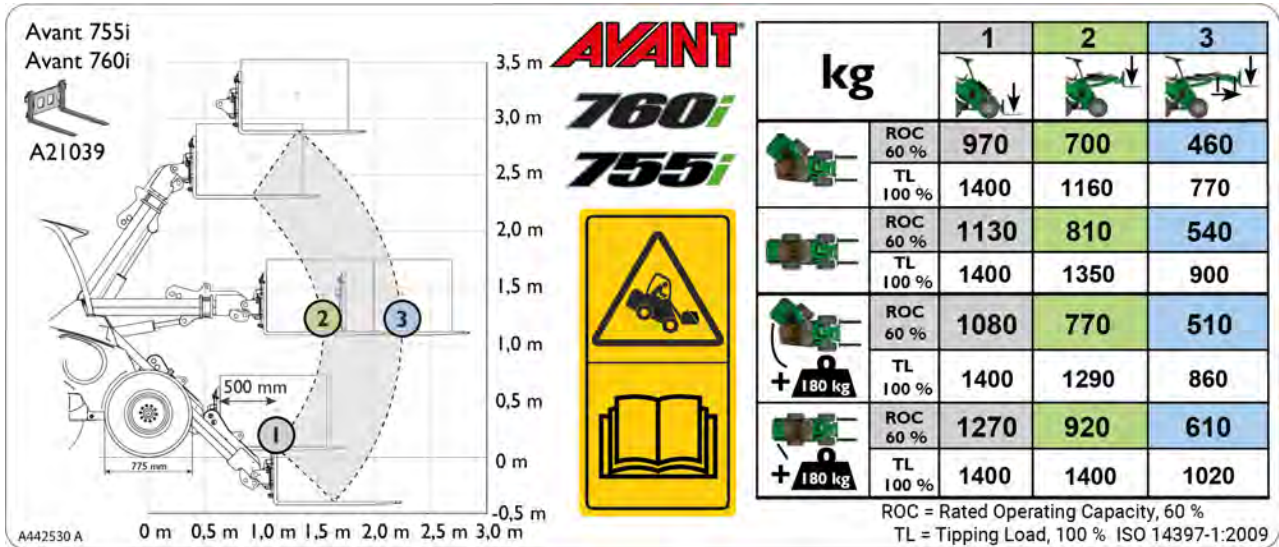 Avant 755i
Avant 760i
A21039
3,5 m
3,0 m
2,5 m
2,0 m
1,5 m
1,0 m
0,5 m
0 m
-0,5 m
2
3
500 mm
1
775 mm
0 m 0,5 m 1,0 m 1,5 m 2,0 m 2,5 m 3,0 m
A442530 A
AVANT®
760i
755i
kg 1 2 3
ROC 60 % 970 700 460
TL 100 % 1400 1160 770
ROC 60 % 1130 810 540
TL 100 % 1400 1350 900
ROC 60 % 1080 770 510
+ 180 kg TL 100 % 1400 1290 860
ROC 60 % 1270 920 610
+ 180 kg TL 100 % 1400 1400 1020
ROC = Rated Operating Capacity, 60 %
TL = Tipping Load, 100 % ISO 14397-1:2009